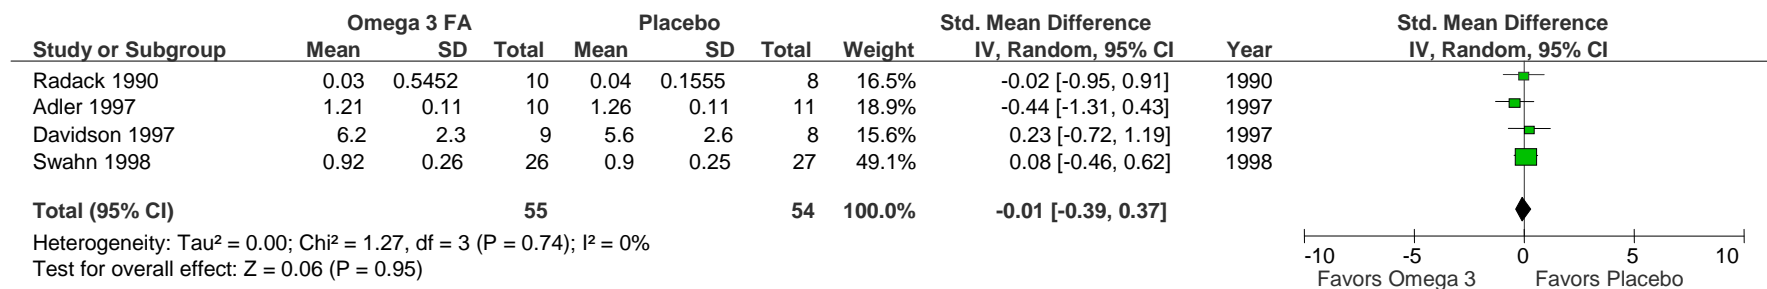 Omega 3 FA Placebo Std. Mean Difference Std. Mean Difference
Study or Subgroup Mean SD Total Mean SD Total Weight IV, Random, 95% CI Year IV, Random, 95% CI
Radack 1990 0.03 0.5452 10 0.04 0.1555 8 16.5% -0.02 [-0.95, 0.91] 1990
Adler 1997 1.21 0.11 10 1.26 0.11 11 18.9% -0.44 [-1.31, 0.43] 1997
Davidson 1997 6.2 2.3 9 5.6 2.6 8 15.6% 0.23 [-0.72, 1.19] 1997
Swahn 1998 0.92 0.26 26 0.9 0.25 27 49.1% 0.08 [-0.46, 0.62] 1998
Total (95% CI) 55 54 100.0% -0.01 [-0.39, 0.37]
Heterogeneity: Tau² = 0.00; Chi² = 1.27, df = 3 (P = 0.74); I² = 0%
Test for overall effect: Z = 0.06 (P = 0.95)
-10 -5 0 5 10
Favors Omega 3 Favors Placebo